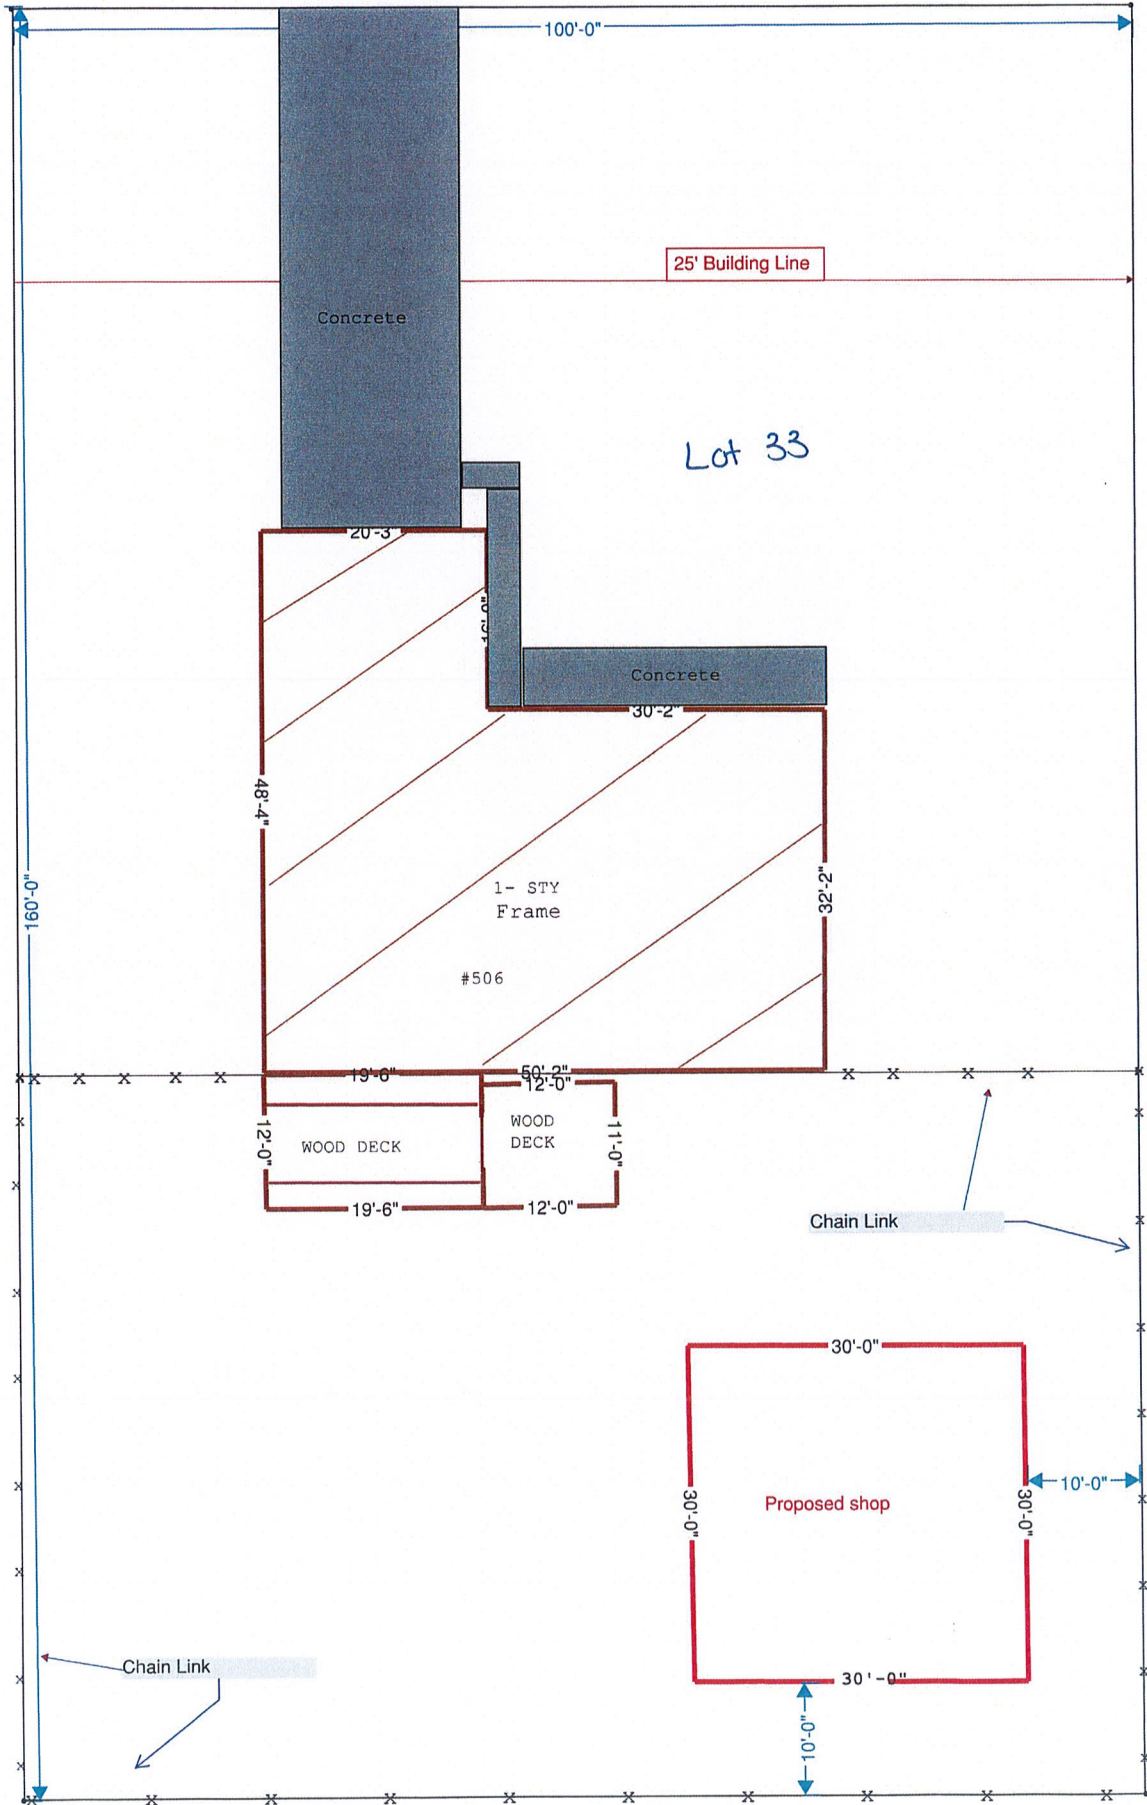 100'-0"
25' Building Line
Concrete
Lot 33
20'-3"
Concrete
30'-2"
48'-4"
160'-0"
1- STY
Frame
32'-2"
#506
X X X X X X
X X X X X
19'-6"
50'-2"
12'-0"
12'-0"
WOOD DECK
WOOD
DECK
11'-0"
19'-6"
12'-0"
Chain Link
30'-0"
30'-0"
Proposed shop
30'-0"
10'-0"
Chain Link
30'-0"
10'-0"
X X X X X X X X X X